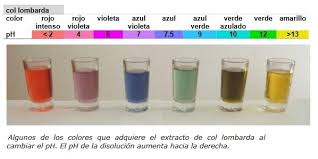 col lombarda
color rojo intenso rojo violeta violeta azul violeta azul azul verde verde azulado verde amarillo
pH < 2 4 6 7 7.5 9 10 12 >13
Algunos de los colores que adquiere el extracto de col lombarda al
cambiar el pH. El pH de la disolución aumenta hacia la derecha.